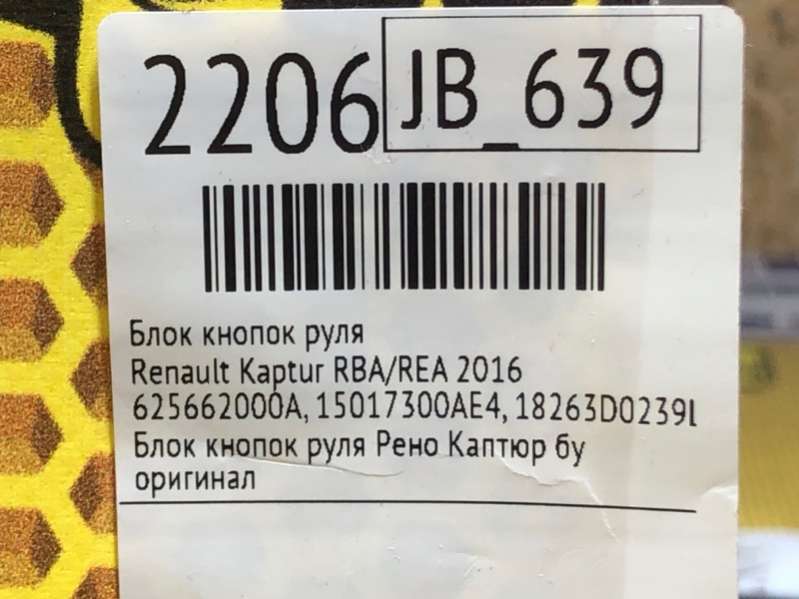 2206 JB_639
Блок кнопок руля
Renault Kaptur RBA/REA 2016
625662000A, 15017300AE4, 18263D0239l
Блок кнопок руля Рено Каптюр бу
оригинал